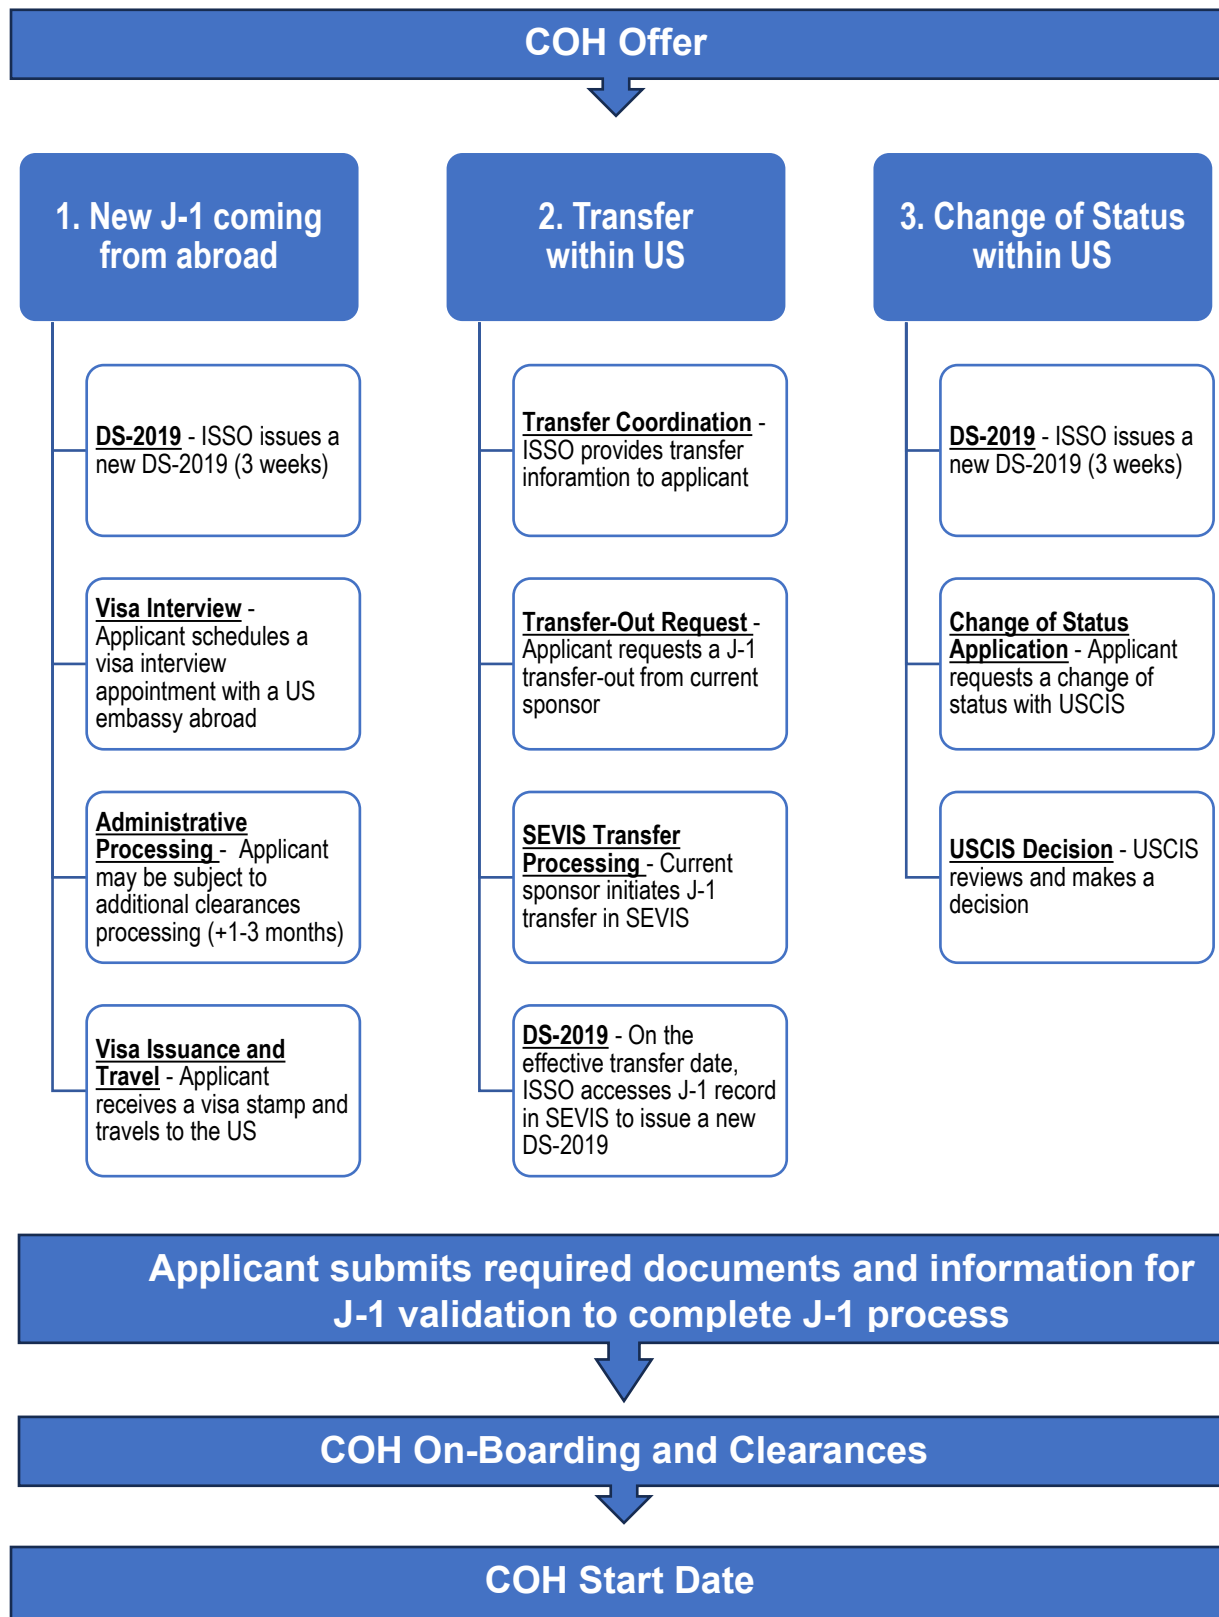 COH Offer
1. New J-1 coming
from abroad
DS-2019 - ISSO issues a
new DS-2019 (3 weeks)
Visa Interview -
Applicant schedules a
visa interview
appointment with a US
embassy abroad
Administrative
Processing - Applicant
may be subject to
additional clearances
processing (+1-3 months)
Visa Issuance and
Travel - Applicant
receives a visa stamp and
travels to the US
2. Transfer
within US
Transfer Coordination -
ISSO provides transfer
inforamtion to applicant
Transfer-Out Request -
Applicant requests a J-1
transfer-out from current
sponsor
SEVIS Transfer
Processing - Current
sponsor initiates J-1
transfer in SEVIS
DS-2019 - On the
effective transfer date,
ISSO accesses J-1 record
in SEVIS to issue a new
DS-2019
3. Change of Status
within US
DS-2019 - ISSO issues a
new DS-2019 (3 weeks)
Change of Status
Application - Applicant
requests a change of
status with USCIS
USCIS Decision - USCIS
reviews and makes a
decision
Applicant submits required documents and information for
J-1 validation to complete J-1 process
COH On-Boarding and Clearances
COH Start Date